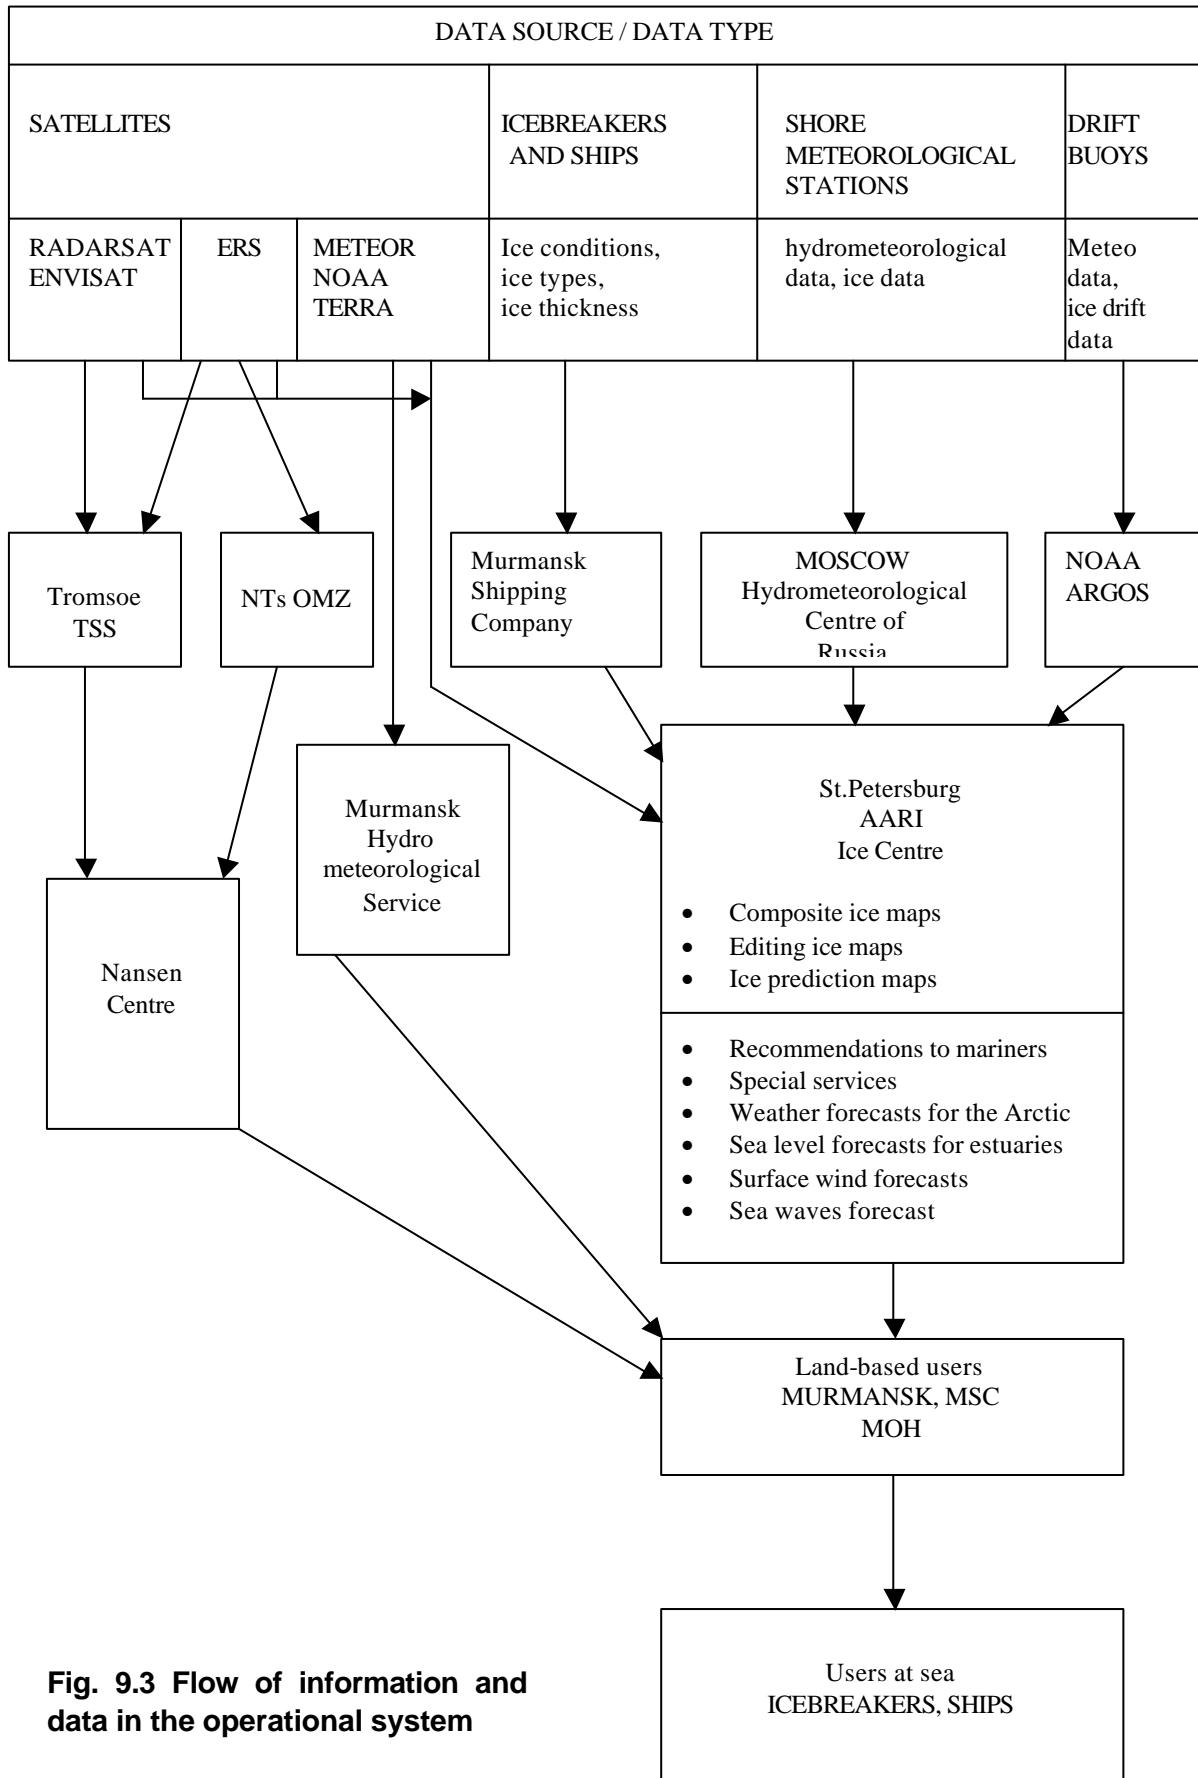 DATA SOURCE / DATA TYPE
SATELLITES
ICEBREAKERS
AND SHIPS
SHORE
METEOROLOGICAL
STATIONS
DRIFT
BUOYS
RADARSAT
ENVISAT
ERS
METEOR
NOAA
TERRA
Ice conditions,
ice types,
ice thickness
hydrometeorological
data, ice data
Meteo
data,
ice drift
data
Tromsoe
TSS
NTs OMZ
Murmansk
Shipping
Company
MOSCOW
Hydrometeorological
Centre of
Russia
NOAA
ARGOS
Murmansk
Hydro
meteorological
Service
St.Petersburg
AARI
Ice Centre
• Composite ice maps
• Editing ice maps
• Ice prediction maps
Nansen
Centre
• Recommendations to mariners
• Special services
• Weather forecasts for the Arctic
• Sea level forecasts for estuaries
• Surface wind forecasts
• Sea waves forecast
Land-based users
MURMANSK, MSC
MOH
Users at sea
ICEBREAKERS, SHIPS
Fig. 9.3 Flow of information and
data in the operational system